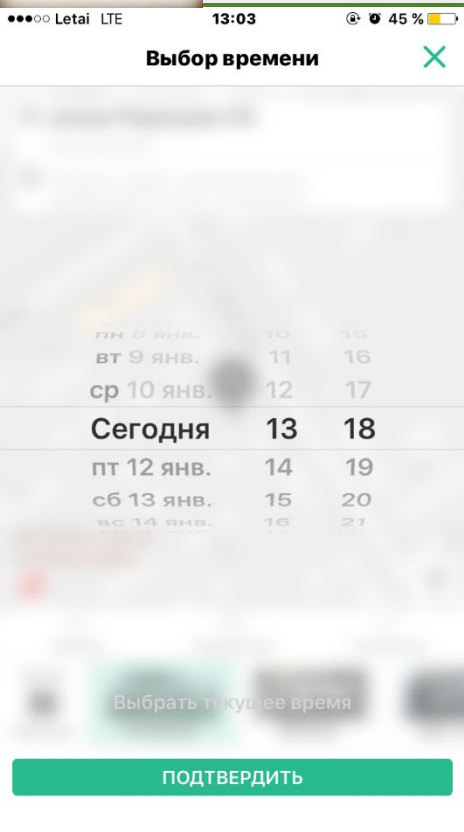 Letai LTE 13:03 45 %
Выбор времени
пн 8 янв. 10 15
вт 9 янв. 11 16
ср 10 янв. 12 17
Сегодня 13 18
пт 12 янв. 14 19
сб 13 янв. 15 20
вс 14 янв. 16 21
Выбрать текущее время
ПОДТВЕРДИТЬ